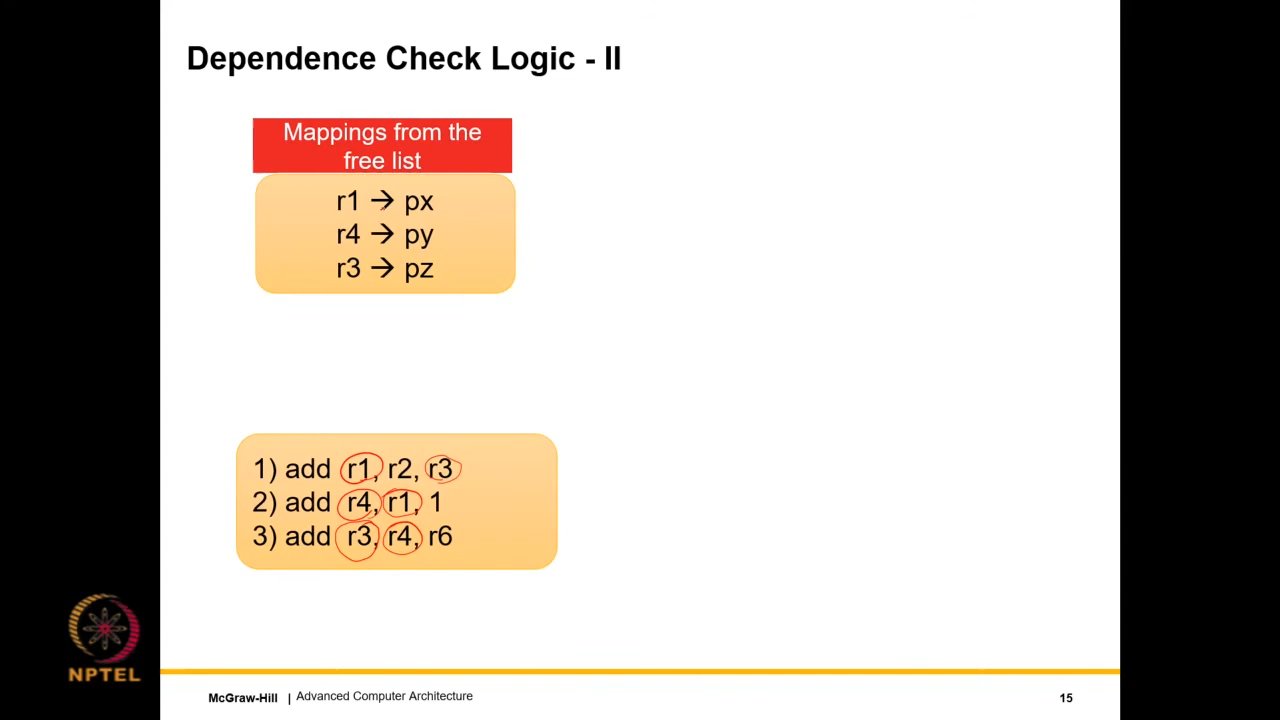 Dependence Check Logic - II
Mappings from the
free list
r1 → px
r4 → py
r3 → pz
1) add r1, r2, r3
2) add r4, r1, 1
3) add r3, r4, r6
NPTEL
McGraw-Hill | Advanced Computer Architecture 15